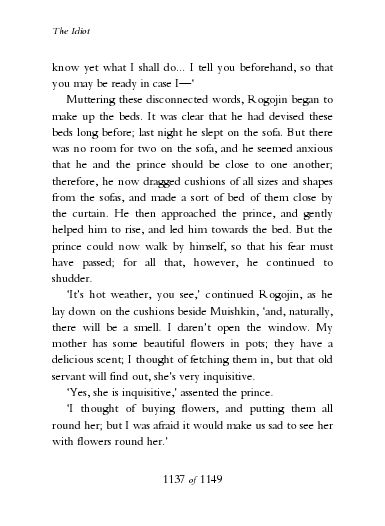 The Idiot
know yet what I shall do... I tell you beforehand, so that
you may be ready in case I—'
Muttering these disconnected words, Rogojin began to
make up the beds. It was clear that he had devised these
beds long before; last night he slept on the sofa. But there
was no room for two on the sofa, and he seemed anxious
that he and the prince should be close to one another;
therefore, he now dragged cushions of all sizes and shapes
from the sofas, and made a sort of bed of them close by
the curtain. He then approached the prince, and gently
helped him to rise, and led him towards the bed. But the
prince could now walk by himself, so that his fear must
have passed; for all that, however, he continued to
shudder.
'It's hot weather, you see,' continued Rogojin, as he
lay down on the cushions beside Muishkin, 'and, naturally,
there will be a smell. I daren't open the window. My
mother has some beautiful flowers in pots; they have a
delicious scent; I thought of fetching them in, but that old
servant will find out, she's very inquisitive.
'Yes, she is inquisitive,' assented the prince.
'I thought of buying flowers, and putting them all
round her; but I was afraid it would make us sad to see her
with flowers round her.'
1137 of 1149